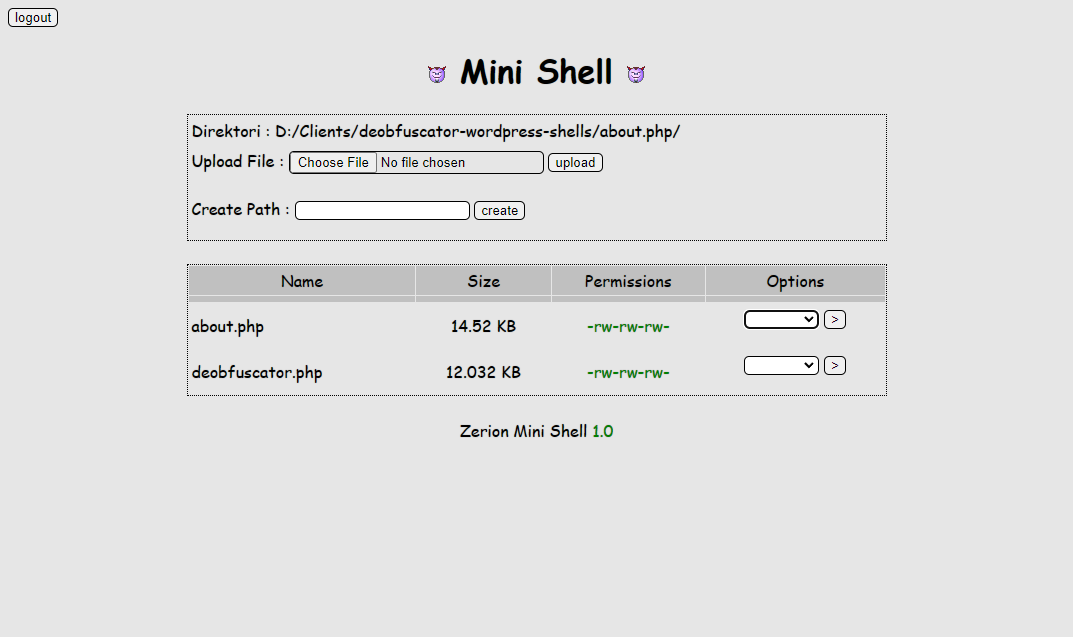 logout
Mini Shell
Direktori : D:/Clients/deobfuscator-wordpress-shells/about.php/
Upload File : Choose File No file chosen upload
Create Path : create
Name Size Permissions Options
about.php 14.52 KB -rw-rw-rw- >
deobfuscator.php 12.032 KB -rw-rw-rw- >
Zerion Mini Shell 1.0